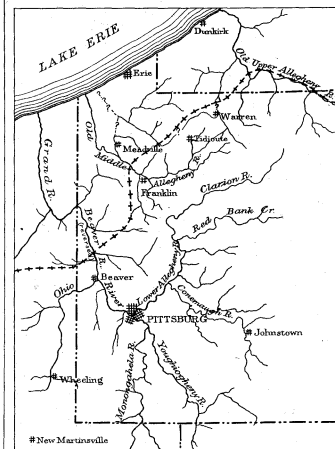 LAKE ERIE
Dunkirk
Old Upper Allegheny R.
Erie
Warren
Old
Middle
Meadville
Tidioute
Grand R.
Allegheny R.
Franklin
Clarion R.
Red Bank Cr.
Beaver R.
Lower Allegheny R.
Ohio
River
Beaver
Conemaugh R.
PITTSBURG
Johnstown
Wheeling
Monongahela R.
Youghiogheny R.
New Martinsville